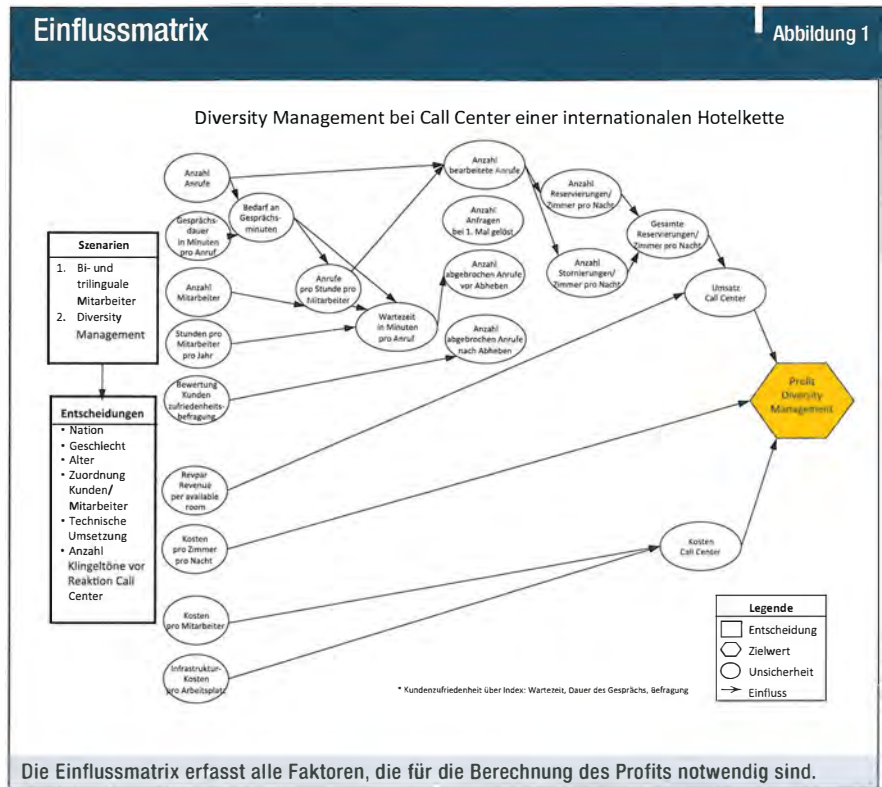 Einflussmatrix
Abbildung 1
Diversity Management bei Call Center einer internationalen Hotelkette
Szenarien
1. Bi- und
trilinguale
Mitarbeiter
2. Diversity
Management
Entscheidungen
• Nation
• Geschlecht
• Alter
• Zuordnung
Kunden/
Mitarbeiter
• Technische
Umsetzung
• Anzahl
Klingeltöne vor
Reaktion Call
Center
Anzahl
Anrufe
Gesprächs-
dauer
in Minuten
pro Anruf
Anzahl
Mitarbeiter
Stunden pro
Mitarbeiter
pro Jahr
Bewertung
Kunden
zufriedenheits-
befragung
Revpar
Revenue
per available
room
Kosten
pro Zimmer
pro Nacht
Kosten
pro Mitarbeiter
Infrastruktur-
Kosten
pro Arbeitsplatz
Bedarf an
Gesprächs-
minuten
Anrufe
pro Stunde pro
Mitarbeiter
Wartezeit
in Minuten
pro Anruf
Anzahl
bearbeitete Anrufe
Anzahl
Anfragen
bei 1. Mal gelöst
Anzahl
abgebrochen Anrufe
vor Abheben
Anzahl
abgebrochen Anrufe
nach Abheben
Anzahl
Reservierungen/
Zimmer pro Nacht
Anzahl
Stornierungen/
Zimmer pro Nacht
Gesamte
Reservierungen/
Zimmer pro Nacht
Umsatz
Call Center
Profit
Diversity
Management
Kosten
Call Center
Legende
Entscheidung
Zielwert
Unsicherheit
Einfluss
* Kundenzufriedenheit über Index: Wartezeit, Dauer des Gesprächs, Befragung
Die Einflussmatrix erfasst alle Faktoren, die für die Berechnung des Profits notwendig sind.